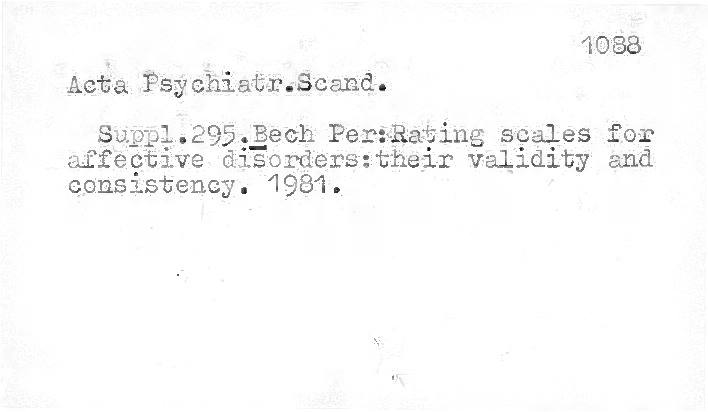 1088
Acta Psychiatr.Scand.
Suppl.295.Bech Per:Rating scales for
affective disorders:their validity and
consistency. 1981.